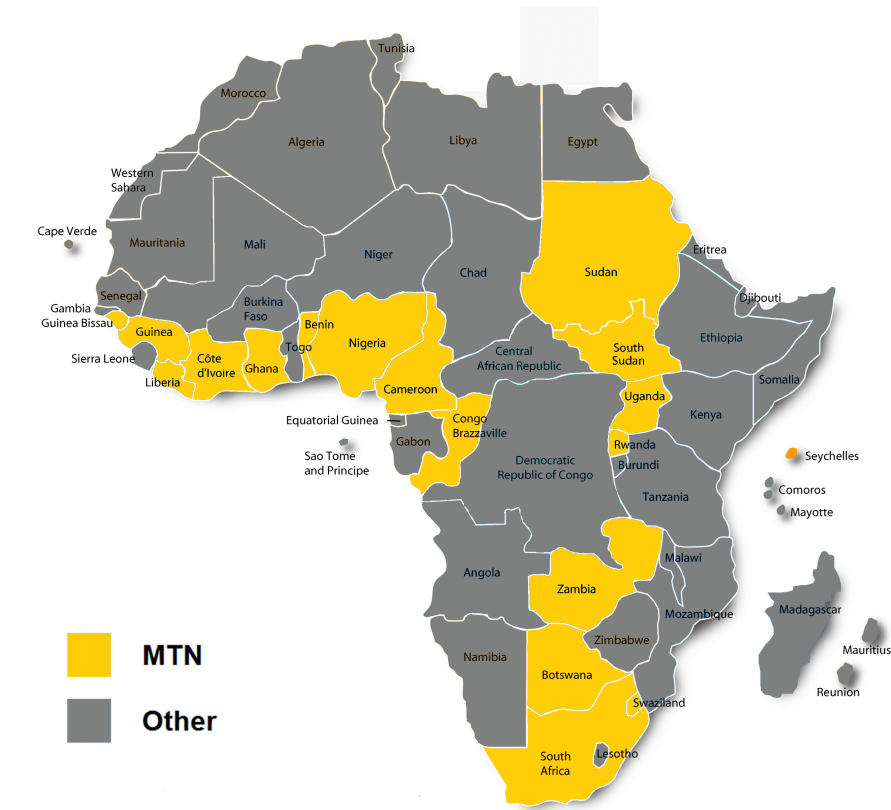 Tunisia
Morocco
Algeria
Libya
Egypt
Western
Sahara
Cape Verde
Mauritania
Mali
Niger
Chad
Sudan
Eritrea
Senegal
Djibouti
Gambia
Burkina
Faso
Guinea Bissau
Guinea
Benin
Togo
Nigeria
Ethiopia
Sierra Leone
Côte
d'Ivoire
Ghana
Central
African Republic
South
Sudan
Liberia
Cameroon
Somalia
Uganda
Kenya
Equatorial Guinea
Congo
Brazzaville
Gabon
Rwanda
Sao Tome
and Principe
Democratic
Republic of Congo
Burundi
Seychelles
Tanzania
Comoros
Mayotte
Angola
Malawi
Zambia
Mozambique
Madagascar
Zimbabwe
Mauritius
Namibia
Botswana
Reunion
Swaziland
South
Africa
Lesotho
MTN
Other